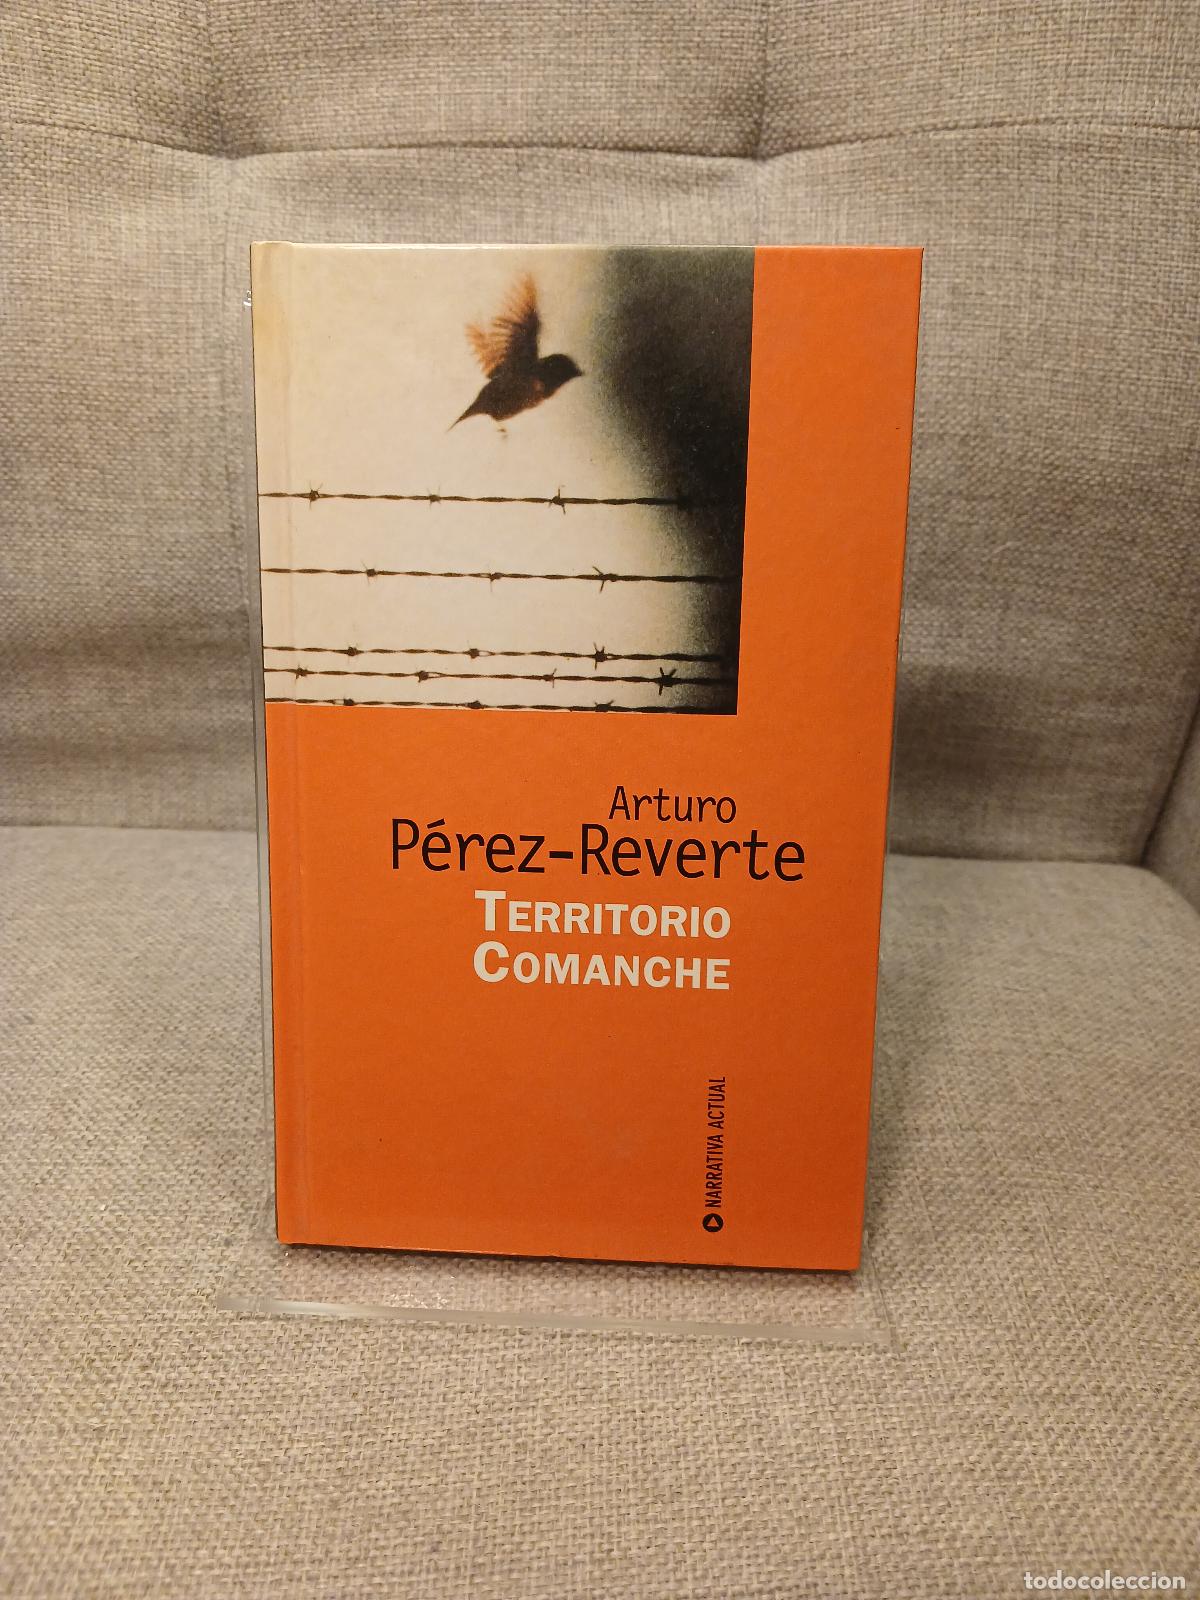 Arturo
Pérez-Reverte
TERRITORIO
COMANCHE
NARRATIVA ACTUAL
todocoleccion